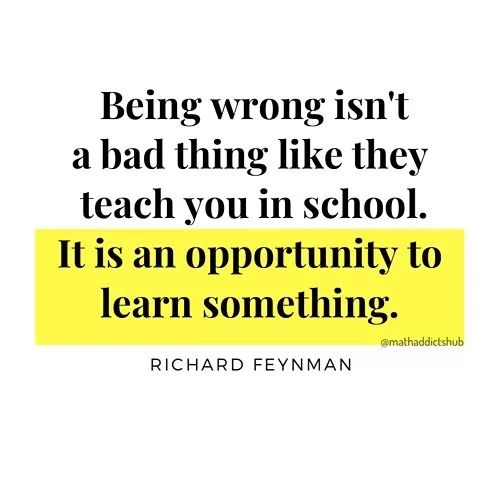 Being wrong isn't
a bad thing like they
teach you in school.
It is an opportunity to
learn something.
@mathaddictshub
RICHARD FEYNMAN